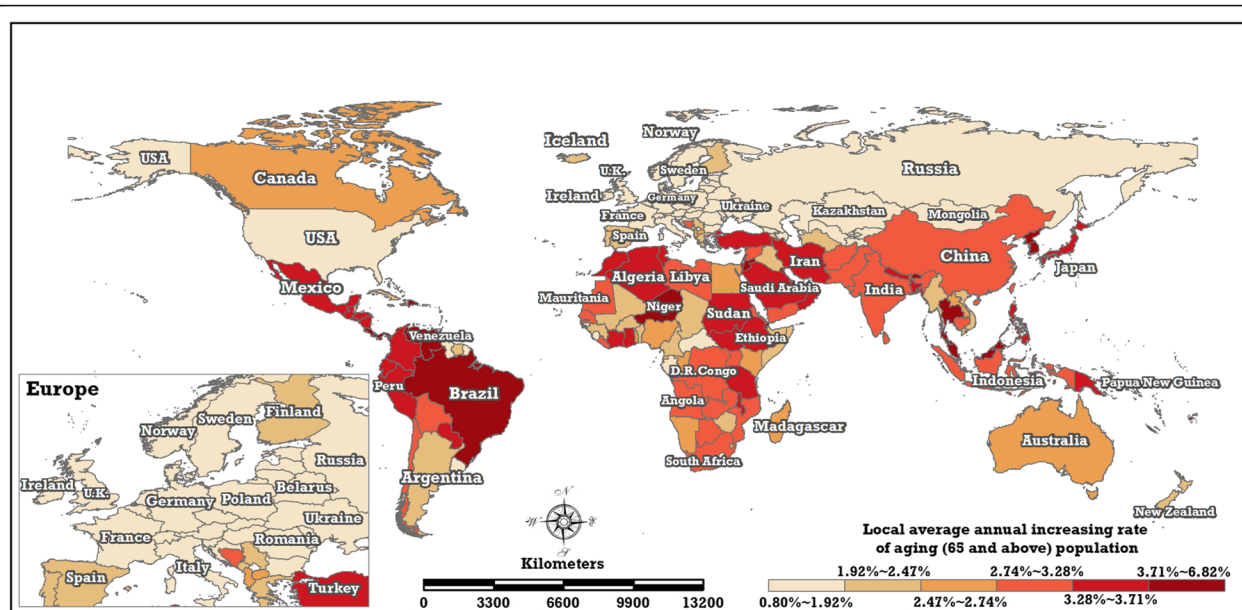 Iceland
Norway
USA
Canada
U.K.
Sweden
Russia
Ireland
Germany
Ukraine
France
Kazakhstan
Mongolia
USA
Spain
China
Iran
Japan
Algeria
Libya
Mexico
Saudi Arabia
India
Mauritania
Niger
Sudan
Venezuela
Ethiopia
D.R.Congo
Peru
Brazil
Indonesia
Papua New Guinea
Angola
Madagascar
Australia
South Africa
Argentina
New Zealand
Europe
Finland
Sweden
Norway
Russia
Ireland
U.K.
Belarus
Germany
Poland
Ukraine
France
Romania
Italy
Spain
Turkey
N
W
E
S
Kilometers
0 3300 6600 9900 13200
Local average annual increasing rate
of aging (65 and above) population
1.92%~2.47% 2.74%~3.28% 3.71%~6.82%
0.80%~1.92% 2.47%~2.74% 3.28%~3.71%